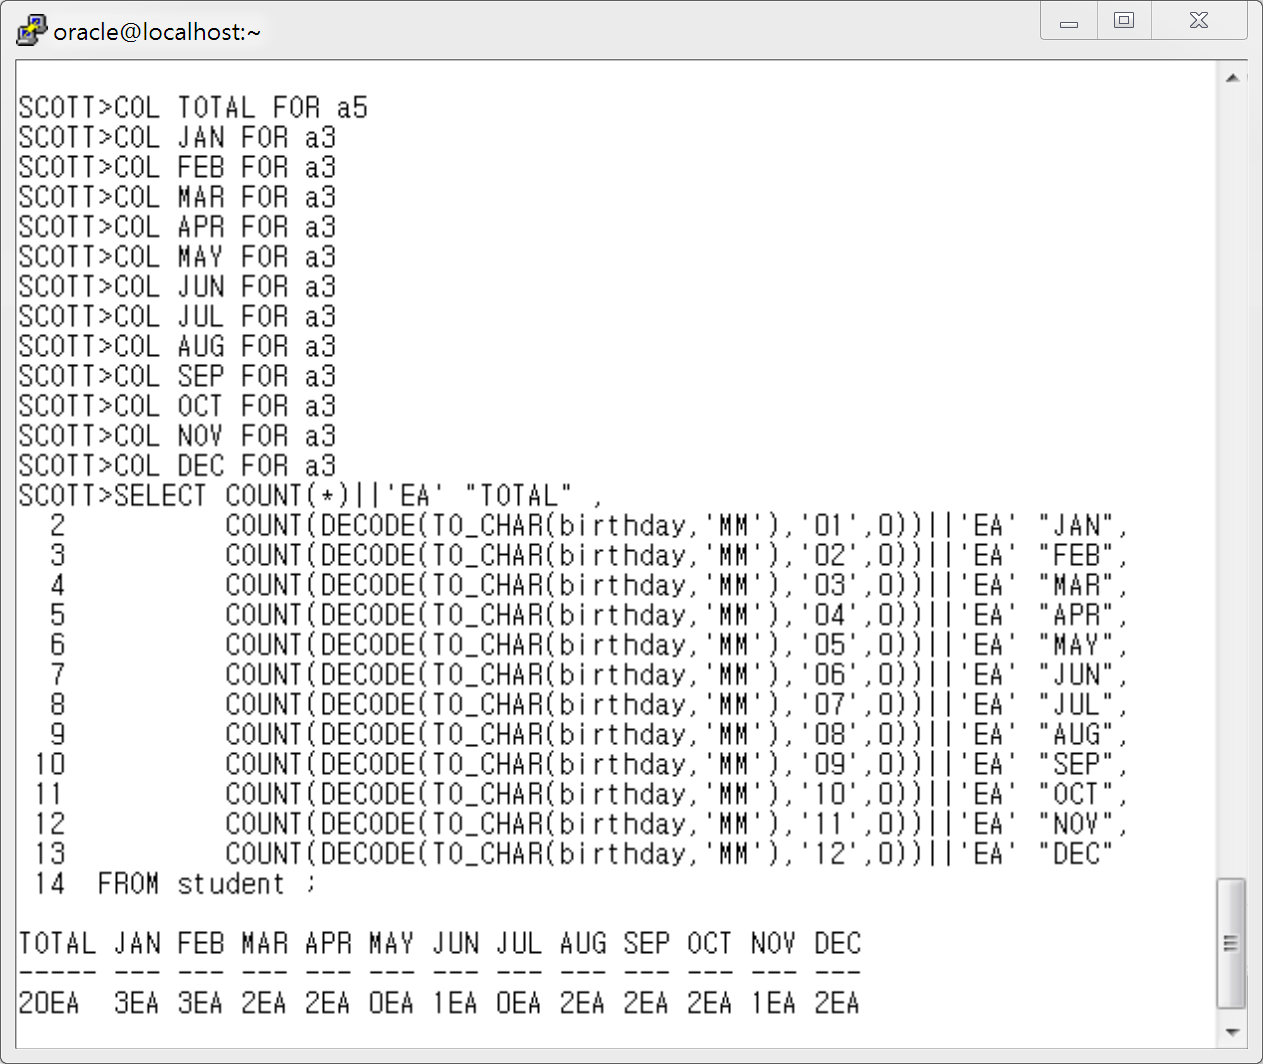 oracle@localhost:~
SCOTT>COL TOTAL FOR a5
SCOTT>COL JAN FOR a3
SCOTT>COL FEB FOR a3
SCOTT>COL MAR FOR a3
SCOTT>COL APR FOR a3
SCOTT>COL MAY FOR a3
SCOTT>COL JUN FOR a3
SCOTT>COL JUL FOR a3
SCOTT>COL AUG FOR a3
SCOTT>COL SEP FOR a3
SCOTT>COL OCT FOR a3
SCOTT>COL NOV FOR a3
SCOTT>COL DEC FOR a3
SCOTT>SELECT COUNT(*)||'EA' "TOTAL" ,
  2          COUNT(DECODE(TO_CHAR(birthday,'MM'),'01',0))||'EA' "JAN",
  3          COUNT(DECODE(TO_CHAR(birthday,'MM'),'02',0))||'EA' "FEB",
  4          COUNT(DECODE(TO_CHAR(birthday,'MM'),'03',0))||'EA' "MAR",
  5          COUNT(DECODE(TO_CHAR(birthday,'MM'),'04',0))||'EA' "APR",
  6          COUNT(DECODE(TO_CHAR(birthday,'MM'),'05',0))||'EA' "MAY",
  7          COUNT(DECODE(TO_CHAR(birthday,'MM'),'06',0))||'EA' "JUN",
  8          COUNT(DECODE(TO_CHAR(birthday,'MM'),'07',0))||'EA' "JUL",
  9          COUNT(DECODE(TO_CHAR(birthday,'MM'),'08',0))||'EA' "AUG",
 10          COUNT(DECODE(TO_CHAR(birthday,'MM'),'09',0))||'EA' "SEP",
 11          COUNT(DECODE(TO_CHAR(birthday,'MM'),'10',0))||'EA' "OCT",
 12          COUNT(DECODE(TO_CHAR(birthday,'MM'),'11',0))||'EA' "NOV",
 13          COUNT(DECODE(TO_CHAR(birthday,'MM'),'12',0))||'EA' "DEC"
 14  FROM student ;
TOTAL JAN FEB MAR APR MAY JUN JUL AUG SEP OCT NOV DEC
----- --- --- --- --- --- --- --- --- --- --- --- ---
20EA  3EA 3EA 2EA 2EA 0EA 1EA 0EA 2EA 2EA 2EA 1EA 2EA